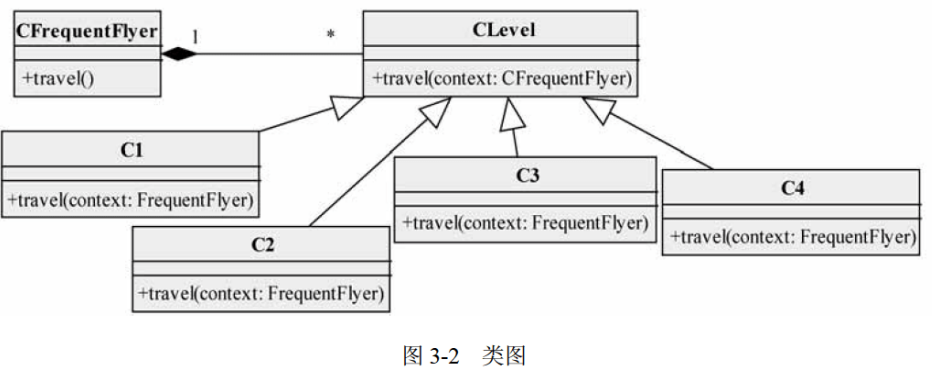 CFrequentFlyer
1
*
CLevel
+travel()
+travel(context: CFrequentFlyer)
C1
+travel(context: FrequentFlyer)
C2
+travel(context: FrequentFlyer)
C3
+travel(context: FrequentFlyer)
C4
+travel(context: FrequentFlyer)
图 3-2 类图